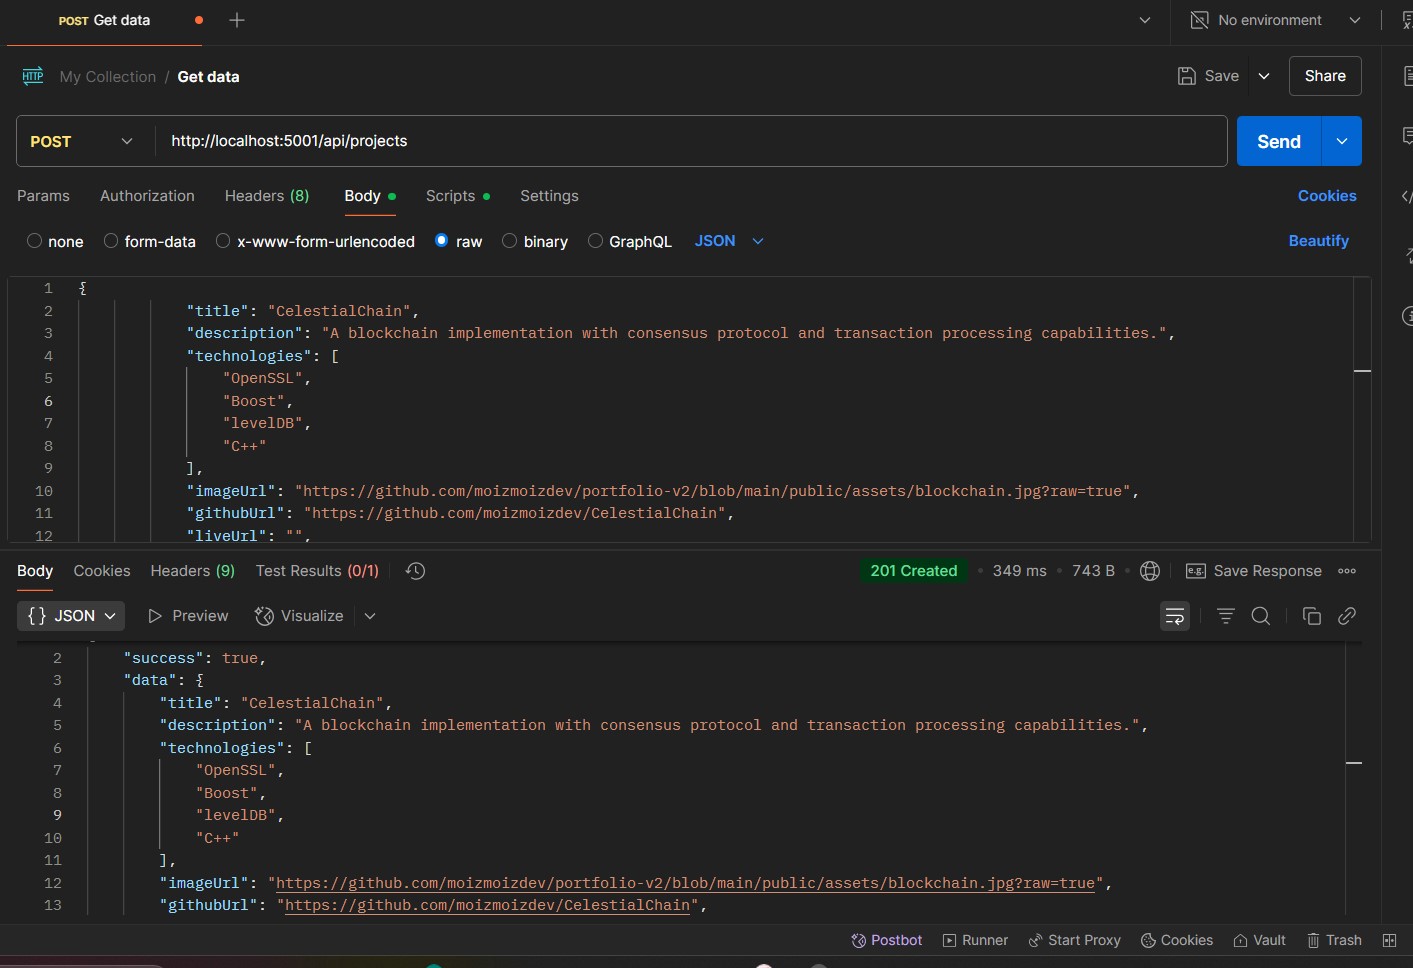 POST Get data
No environment
HTTP My Collection / Get data
Save
Share
POST
http://localhost:5001/api/projects
Send
Params Authorization Headers (8) Body Scripts Settings Cookies
none form-data x-www-form-urlencoded raw binary GraphQL JSON Beautify
1 {
2 "title": "CelestialChain",
3 "description": "A blockchain implementation with consensus protocol and transaction processing capabilities.",
4 "technologies": [
5 "OpenSSL",
6 "Boost",
7 "levelDB",
8 "C++"
9 ],
10 "imageUrl": "https://github.com/moizmoizdev/portfolio-v2/blob/main/public/assets/blockchain.jpg?raw=true",
11 "githubUrl": "https://github.com/moizmoizdev/CelestialChain",
12 "liveUrl": "",
Body Cookies Headers (9) Test Results (0/1) 201 Created • 349 ms • 743 B • e.g. Save Response
{} JSON Preview Visualize
2 "success": true,
3 "data": {
4 "title": "CelestialChain",
5 "description": "A blockchain implementation with consensus protocol and transaction processing capabilities.",
6 "technologies": [
7 "OpenSSL",
8 "Boost",
9 "levelDB",
10 "C++"
11 ],
12 "imageUrl": "https://github.com/moizmoizdev/portfolio-v2/blob/main/public/assets/blockchain.jpg?raw=true",
13 "githubUrl": "https://github.com/moizmoizdev/CelestialChain",
Postbot Runner Start Proxy Cookies Vault Trash